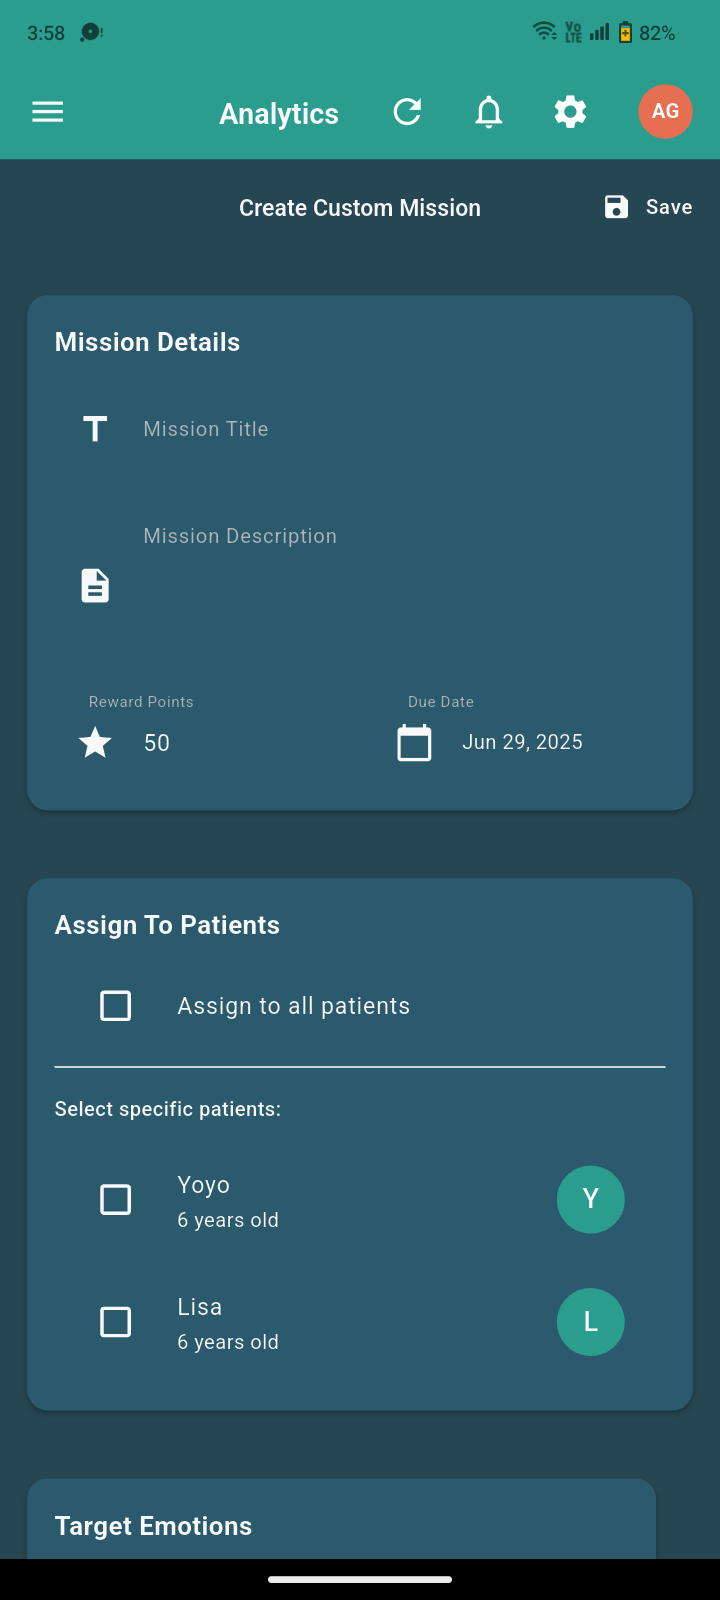 3:58
Vo LTE 82%
Analytics AG
Create Custom Mission Save
Mission Details
Mission Title
Mission Description
Reward Points Due Date
50 Jun 29, 2025
Assign To Patients
Assign to all patients
Select specific patients:
Yoyo
6 years old
Y
Lisa
6 years old
L
Target Emotions